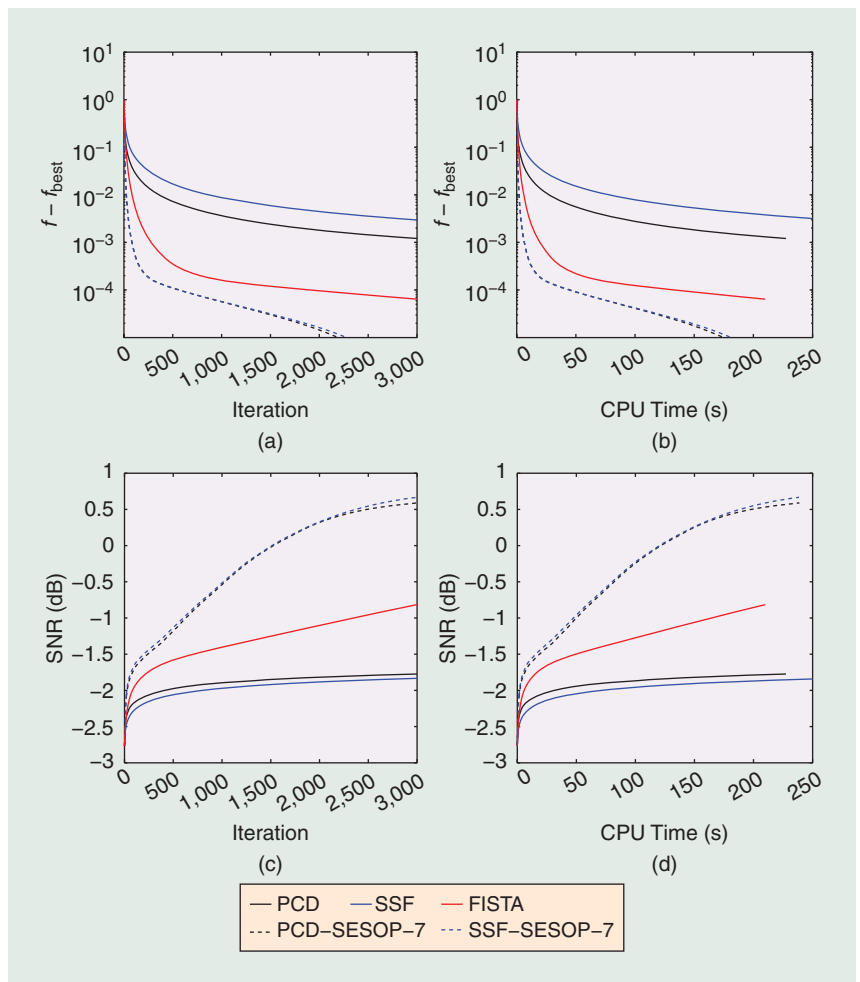 10^1
10^0
10^-1
10^-2
10^-3
10^-4
f − f_best
0 500 1,000 1,500 2,000 2,500 3,000
Iteration
(a)
10^1
10^0
10^-1
10^-2
10^-3
10^-4
f − f_best
0 50 100 150 200 250
CPU Time (s)
(b)
1
0.5
0
−0.5
−1
−1.5
−2
−2.5
−3
SNR (dB)
0 500 1,000 1,500 2,000 2,500 3,000
Iteration
(c)
1
0.5
0
−0.5
−1
−1.5
−2
−2.5
−3
SNR (dB)
0 50 100 150 200 250
CPU Time (s)
(d)
PCD SSF FISTA
PCD–SESOP–7 SSF–SESOP–7